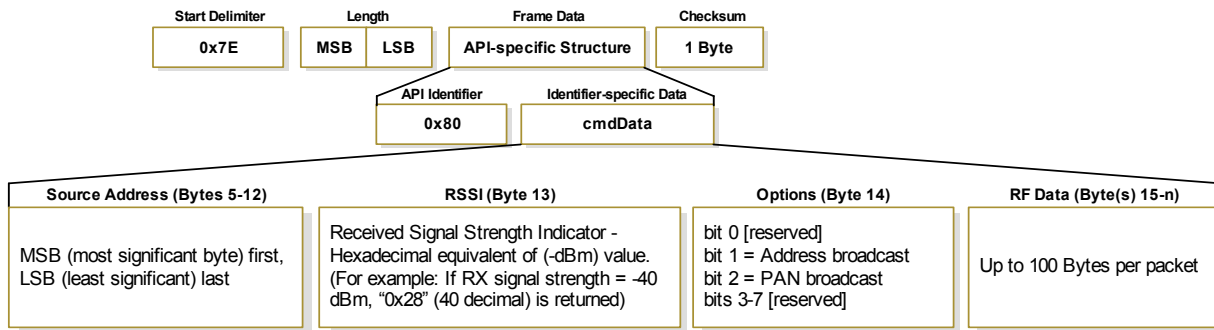 Start Delimiter
Length
Frame Data
Checksum
0x7E
MSB
LSB
API-specific Structure
1 Byte
API Identifier
Identifier-specific Data
0x80
cmdData
Source Address (Bytes 5-12)
MSB (most significant byte) first,
LSB (least significant) last
RSSI (Byte 13)
Received Signal Strength Indicator -
Hexadecimal equivalent of (-dBm) value.
(For example: If RX signal strength = -40
dBm, “0x28” (40 decimal) is returned)
Options (Byte 14)
bit 0 [reserved]
bit 1 = Address broadcast
bit 2 = PAN broadcast
bits 3-7 [reserved]
RF Data (Byte(s) 15-n)
Up to 100 Bytes per packet